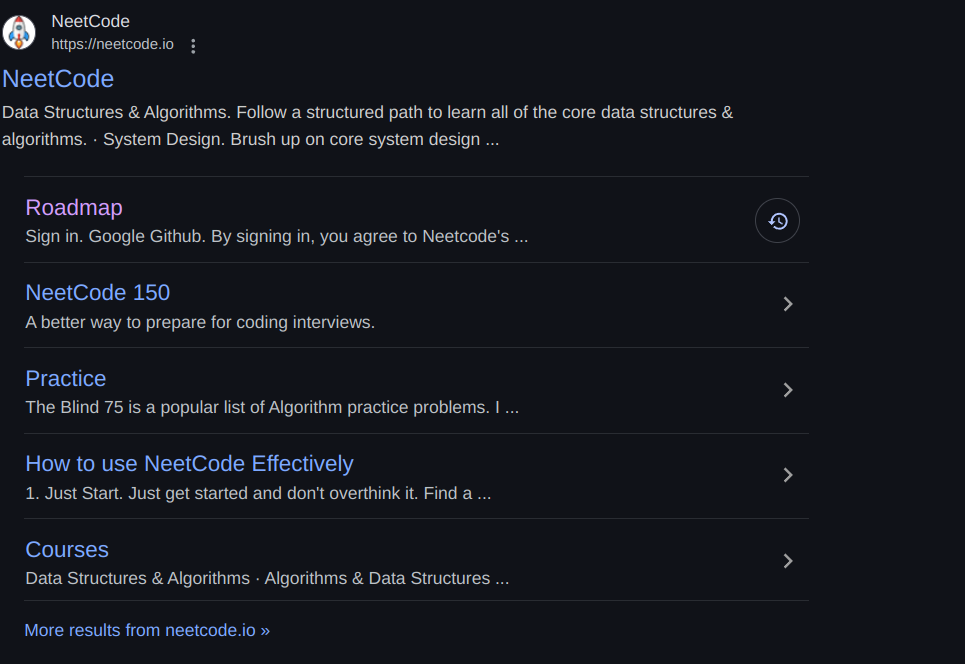 NeetCode
https://neetcode.io
NeetCode
Data Structures & Algorithms. Follow a structured path to learn all of the core data structures &
algorithms. · System Design. Brush up on core system design ...
Roadmap
Sign in. Google Github. By signing in, you agree to Neetcode's ...
NeetCode 150
A better way to prepare for coding interviews.
Practice
The Blind 75 is a popular list of Algorithm practice problems. I ...
How to use NeetCode Effectively
1. Just Start. Just get started and don't overthink it. Find a ...
Courses
Data Structures & Algorithms · Algorithms & Data Structures ...
More results from neetcode.io »